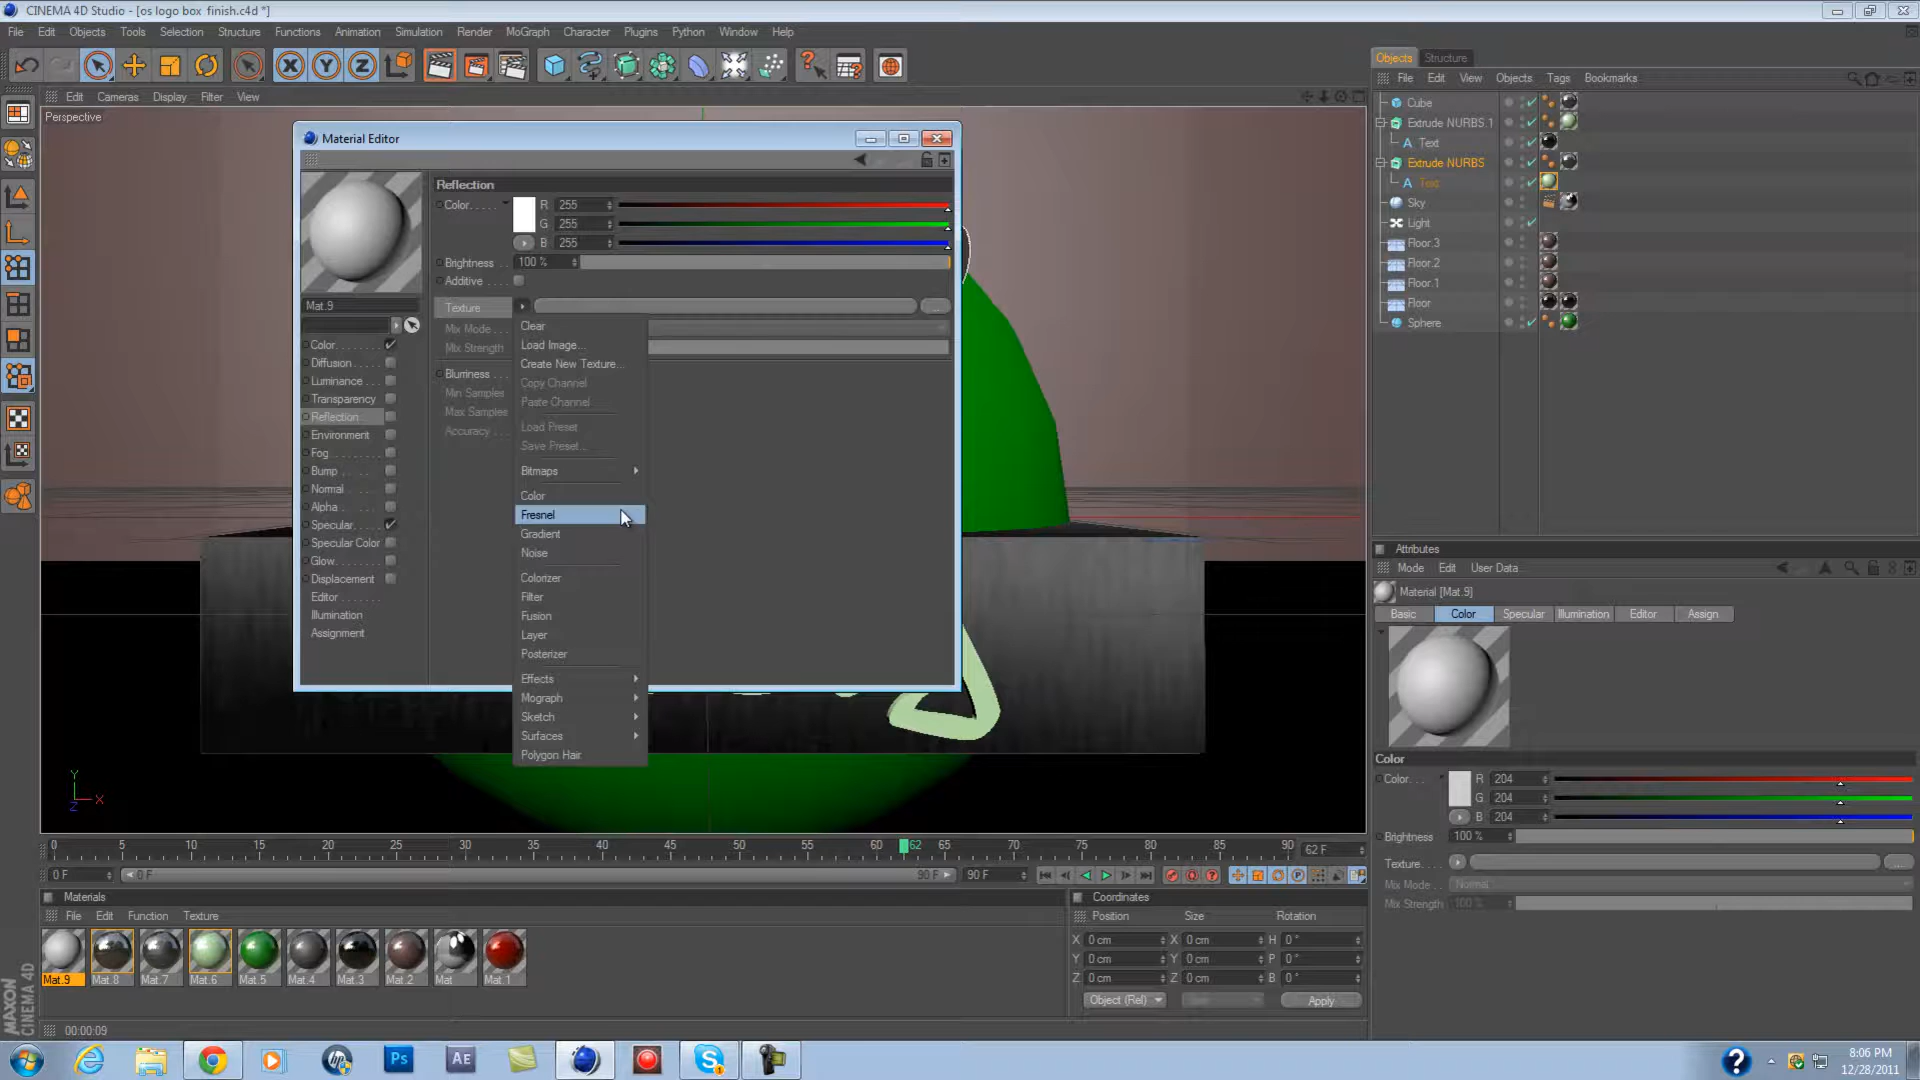 CINEMA 4D Studio - [os logo box finish.c4d *]
File Edit Objects Tools Selection Structure Functions Animation Simulation Render MoGraph Character Plugins Python Window Help
Edit Cameras Display Filter View
Perspective
Material Editor
Reflection
Color
R 255
G 255
B 255
Brightness 100 %
Additive
Mat.9
Texture
Mix Mode
Mix Strength
Blurriness
Min Samples
Max Samples
Accuracy
Color
Diffusion
Luminance
Transparency
Reflection
Environment
Fog
Bump
Normal
Alpha
Specular
Specular Color
Glow
Displacement
Editor
Illumination
Assignment
Clear
Load Image...
Create New Texture...
Copy Channel
Paste Channel
Load Preset
Save Preset...
Bitmaps
Color
Fresnel
Gradient
Noise
Colorizer
Filter
Fusion
Layer
Posterizer
Effects
Mograph
Sketch
Surfaces
Polygon Hair
Y
X
Z
Objects Structure
File Edit View Objects Tags Bookmarks
Cube
Extrude NURBS.1
A Text
Extrude NURBS
A Text
Sky
Light
Floor.3
Floor.2
Floor.1
Floor
Sphere
Attributes
Mode Edit User Data
Material [Mat.9]
Basic Color Specular Illumination Editor Assign
Color
Color R 204
G 204
B 204
Brightness 100 %
Texture
Mix Mode Normal
Mix Strength 100 %
0 5 10 15 20 25 30 35 40 45 50 55 62 65 70 75 80 85 90 62 F
0 F 0 F 90 F 90 F
Materials
File Edit Function Texture
Mat.9 Mat.8 Mat.7 Mat.6 Mat.5 Mat.4 Mat.3 Mat.2 Mat Mat.1
Coordinates
Position Size Rotation
X 0 cm X 0 cm H 0 °
Y 0 cm Y 0 cm P 0 °
Z 0 cm Z 0 cm B 0 °
Object (Rel) Apply
MAXON
CINEMA 4D
00:00:09
Ps
AE
8:06 PM
12/28/2011